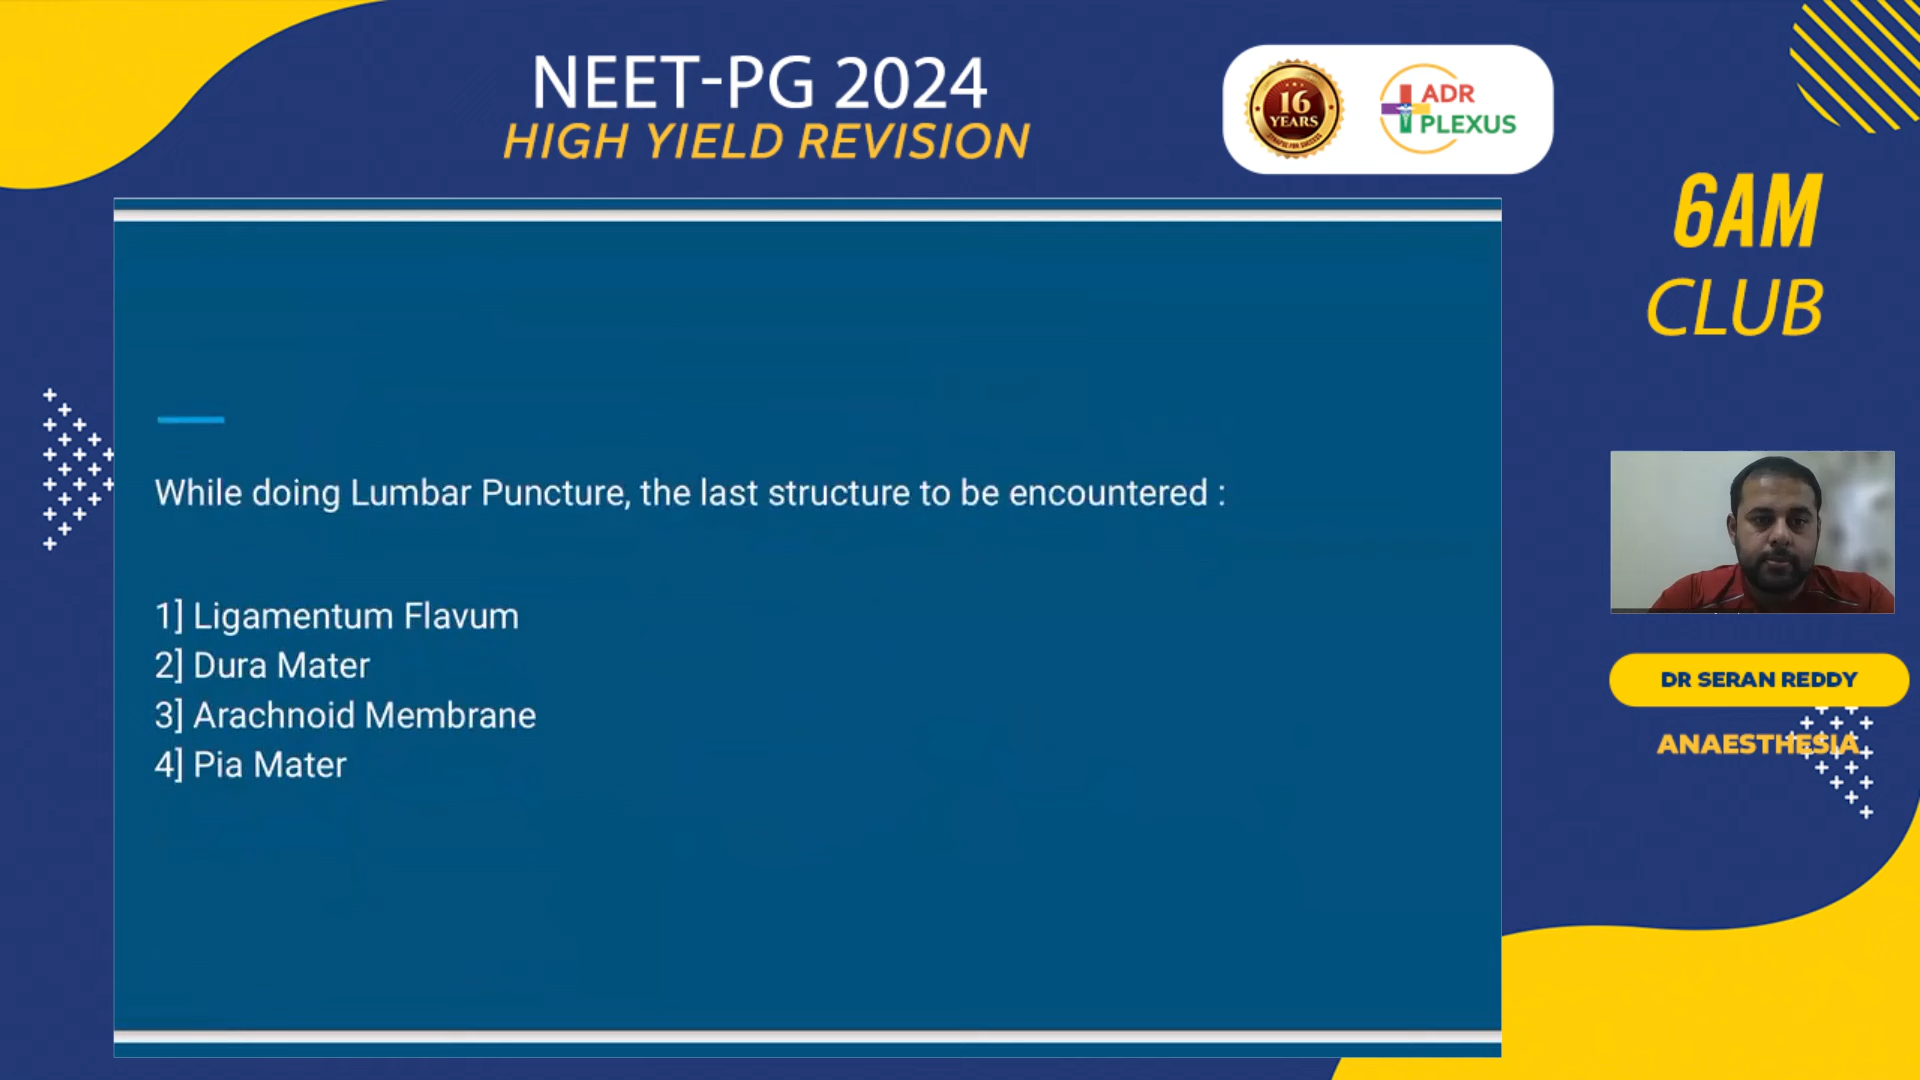 NEET-PG 2024
HIGH YIELD REVISION
16
YEARS
ADR
PLEXUS
6AM
CLUB
While doing Lumbar Puncture, the last structure to be encountered :
1] Ligamentum Flavum
2] Dura Mater
3] Arachnoid Membrane
4] Pia Mater
DR SERAN REDDY
ANAESTHESIA